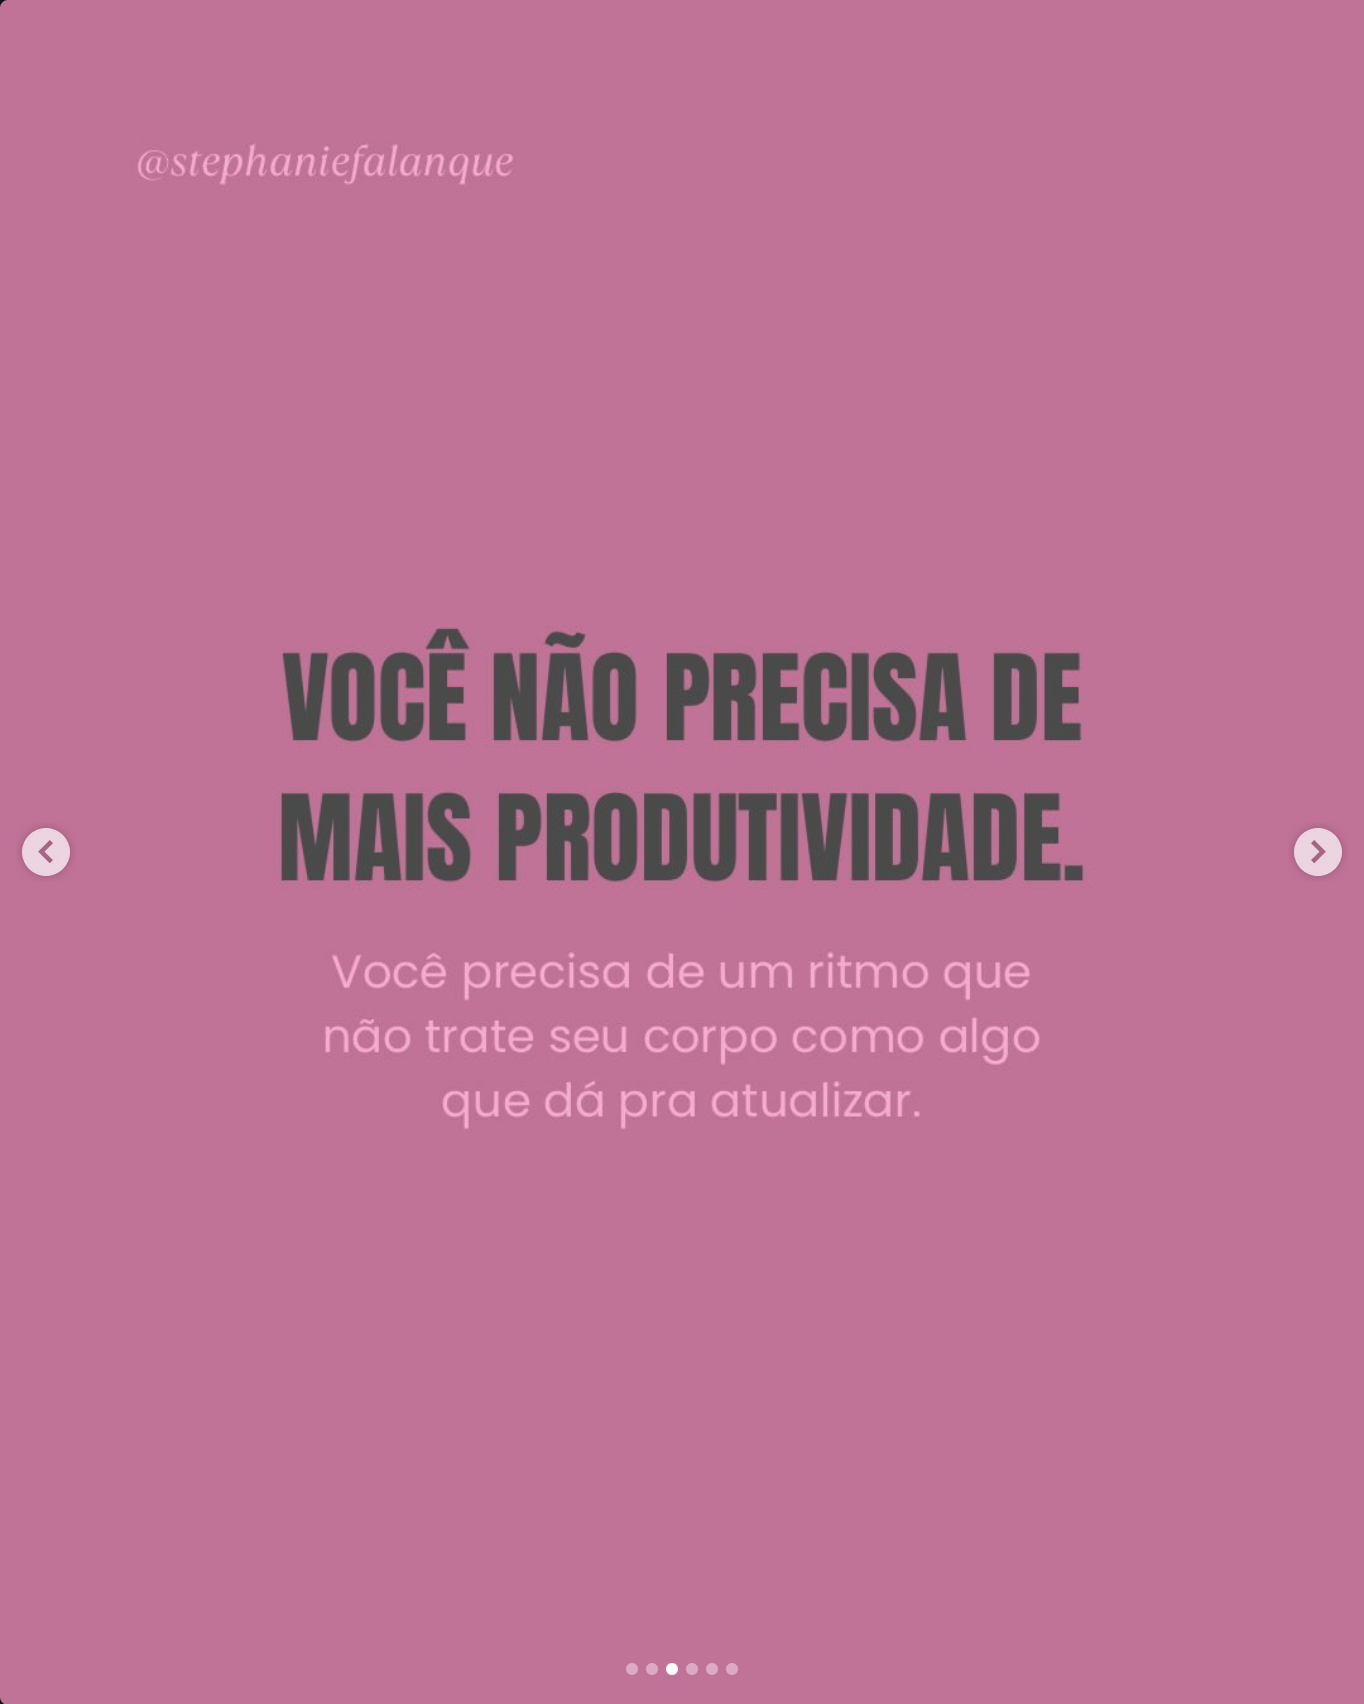 @stephaniefalanque
VOCÊ NÃO PRECISA DE
MAIS PRODUTIVIDADE.
Você precisa de um ritmo que
não trate seu corpo como algo
que dá pra atualizar.